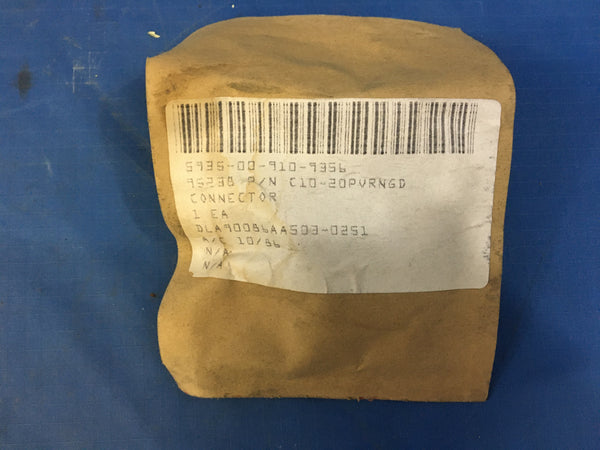 5935-00-910-9356
95238 P/N C10-20PVRNGD
CONNECTOR
1 EA
DLA90086AA503-0251
A/C 10/86
N/A
N/A